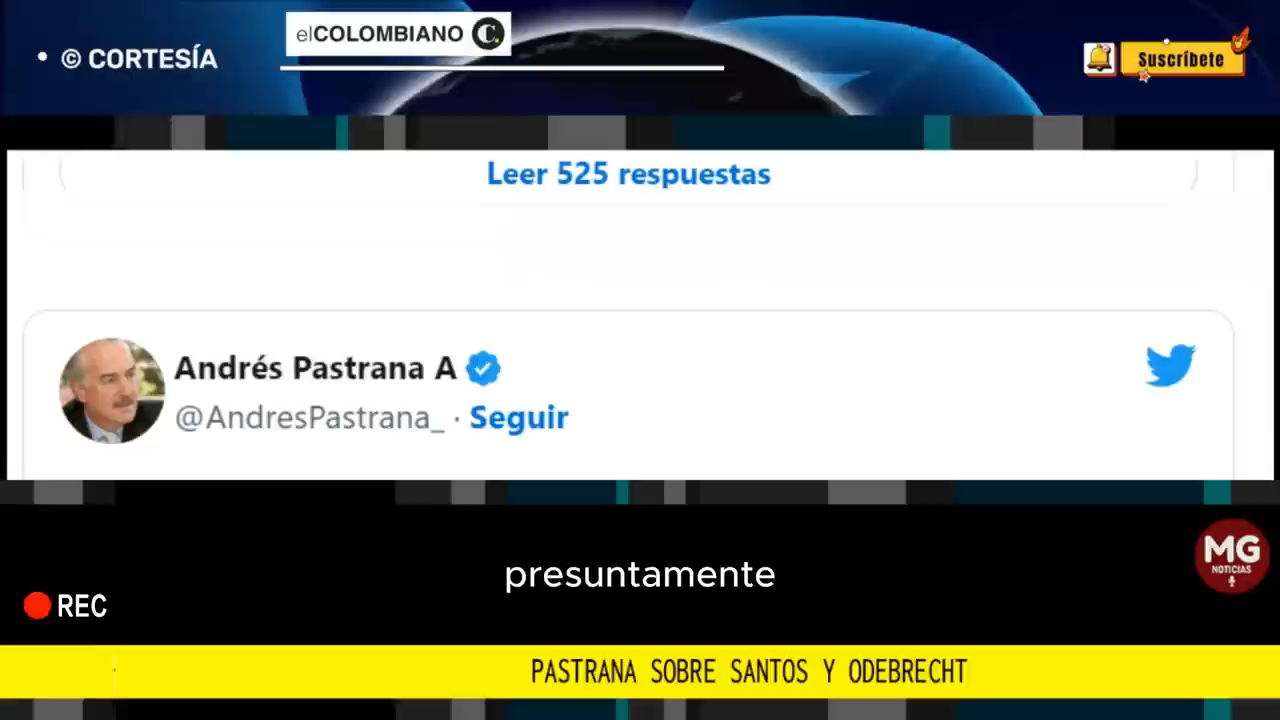 elCOLOMBIANO C
• © CORTESÍA
Suscríbete
Leer 525 respuestas
Andrés Pastrana A
@AndresPastrana_ · Seguir
presuntamente
MG
NOTICIAS
REC
PASTRANA SOBRE SANTOS Y ODEBRECHT